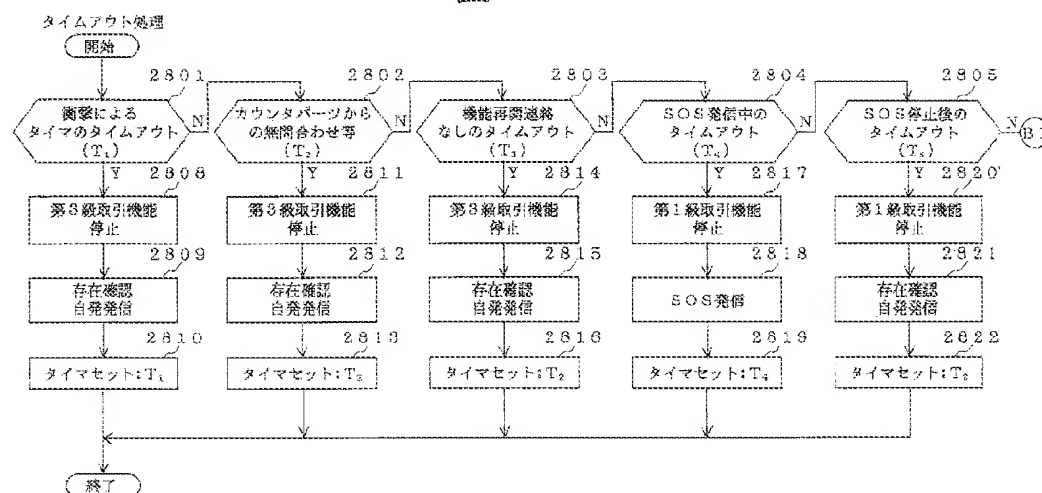 タイムアウト処理
開始
2801
衝撃による
タイマのタイムアウト
(T₁)
N
2802
カウンタパーツから
の無問合わせ等
(T₂)
N
2803
機能再開連絡
なしのタイムアウト
(T₃)
N
2804
SOS発信中の
タイムアウト
(T₄)
N
2805
SOS停止後の
タイムアウト
(T₅)
N
Y
2808
第3級取引機能
停止
Y
2811
第3級取引機能
停止
Y
2814
第3級取引機能
停止
Y
2817
第1級取引機能
停止
Y
2820
第1級取引機能
停止
2809
存在確認
自発発信
2812
存在確認
自発発信
2815
存在確認
自発発信
2818
SOS発信
2821
存在確認
自発発信
2810
タイマセット:T₁
2813
タイマセット:T₃
2816
タイマセット:T₂
2819
タイマセット:T₄
2822
タイマセット:
終了